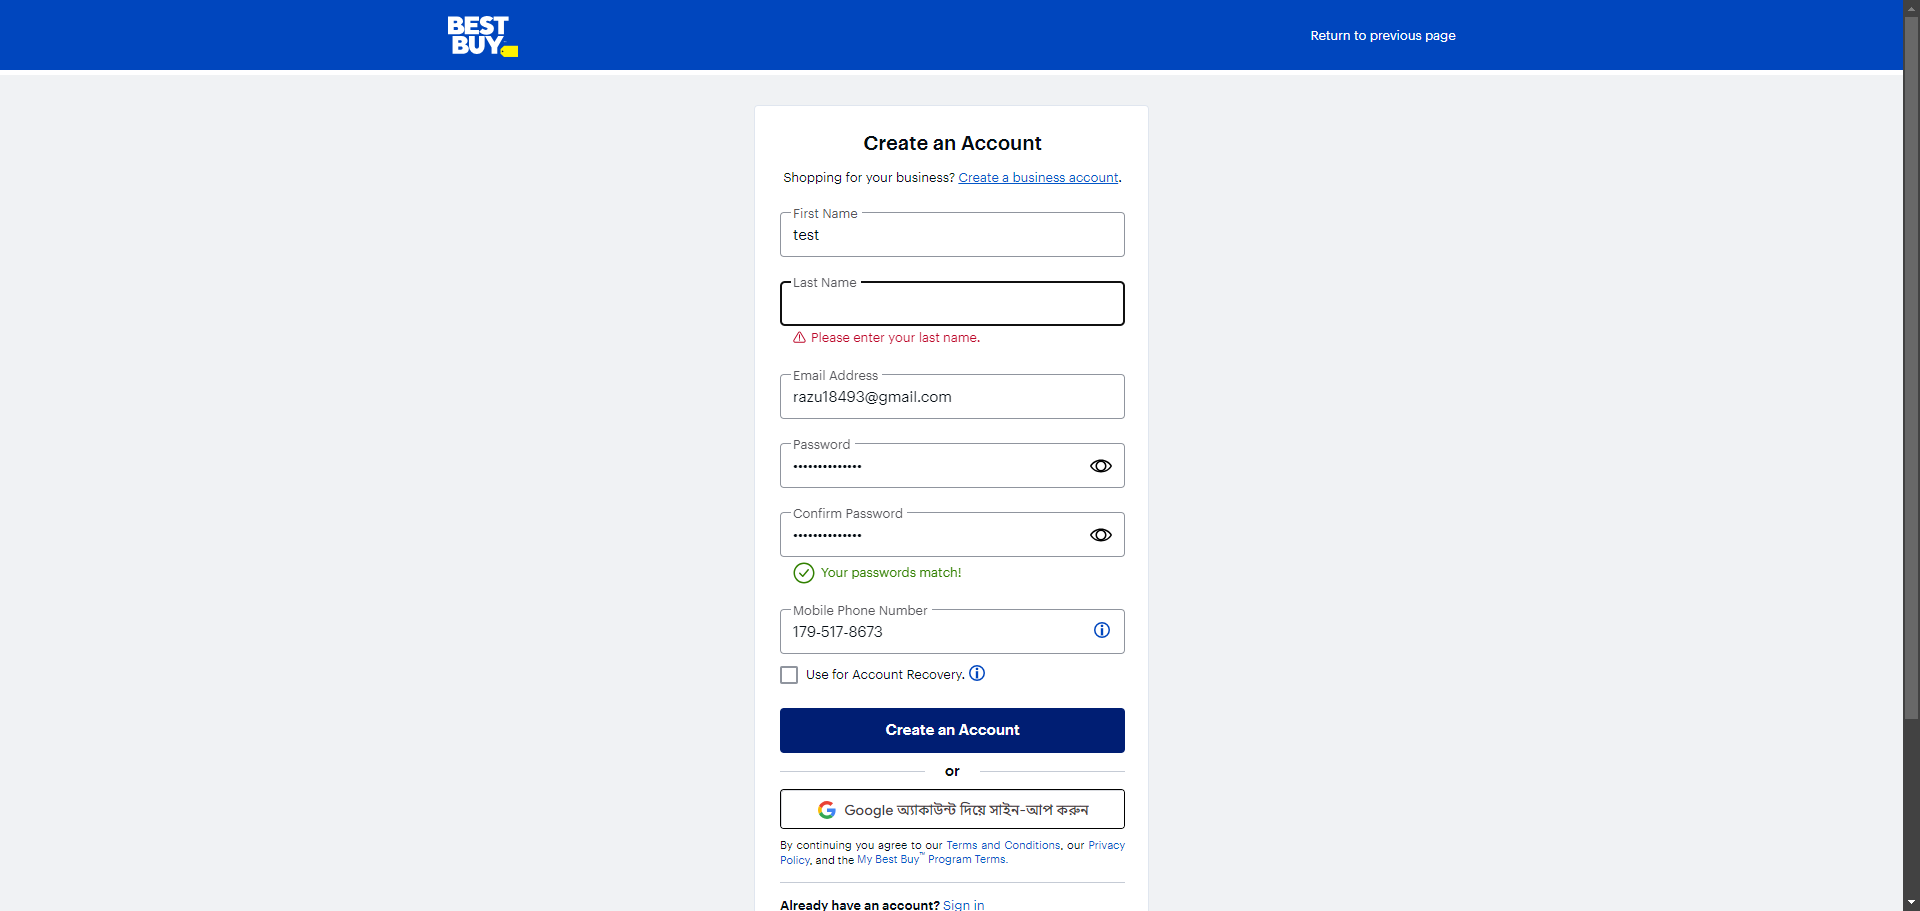 BEST
BUY
Return to previous page
Create an Account
Shopping for your business? Create a business account.
First Name
test
Last Name
Please enter your last name.
Email Address
razu18493@gmail.com
Password
••••••••••••••
Confirm Password
••••••••••••••
Your passwords match!
Mobile Phone Number
179-517-8673
Use for Account Recovery.
Create an Account
or
Google অ্যাকাউন্ট দিয়ে সাইন-আপ করুন
By continuing you agree to our Terms and Conditions, our Privacy
Policy, and the My Best Buy™ Program Terms.
Already have an account? Sign in